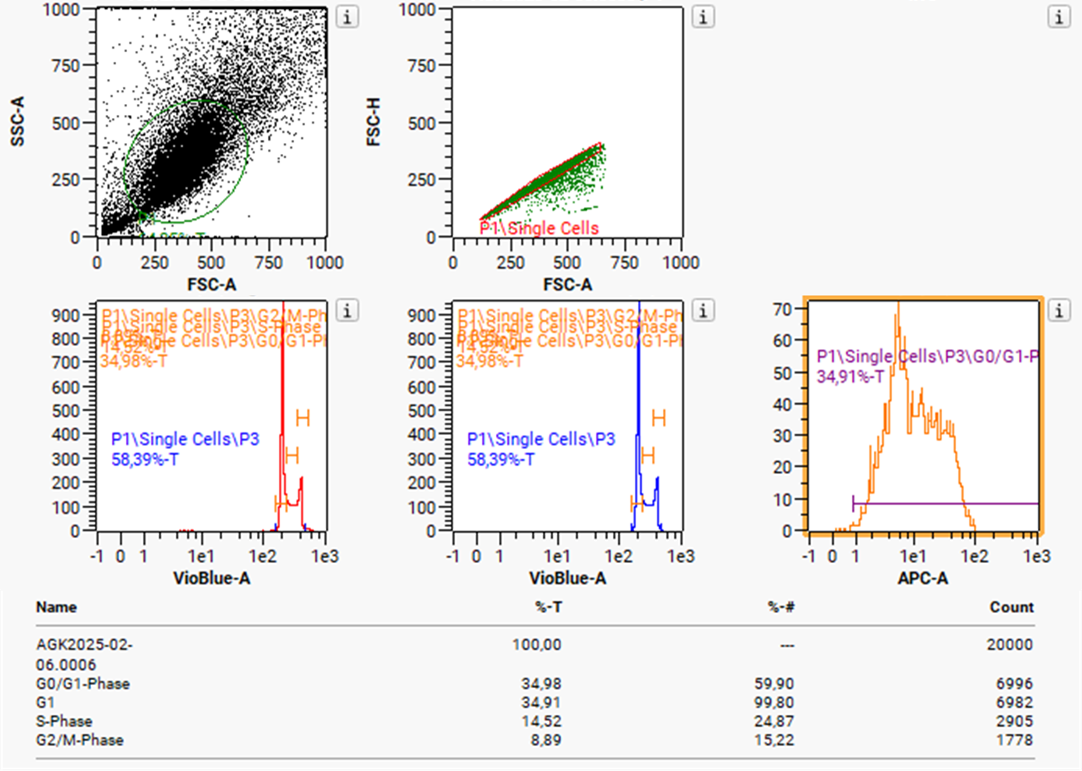 1000
750
500
250
0
SSC-A
0 250 500 750 1000
FSC-A
i
1000
750
500
250
0
FSC-H
P1\Single Cells
0 250 500 750 1000
FSC-A
i
i
900
800
700
600
500
400
300
200
100
0
P1\Single Cells\P3\G2/M-Ph
P1\Single Cells\P3\S-Phase
P1\Single Cells\P3\G0/G1-Pl
34,98%-T
P1\Single Cells\P3
58,39%-T
-1 0 1 1e1 1e2 1e3
VioBlue-A
i
900
800
700
600
500
400
300
200
100
0
P1\Single Cells\P3\G2/M-Ph
P1\Single Cells\P3\S-Phase
P1\Single Cells\P3\G0/G1-Pl
34,98%-T
P1\Single Cells\P3
58,39%-T
-1 0 1 1e1 1e2 1e3
VioBlue-A
i
70
60
50
40
30
20
10
0
P1\Single Cells\P3\G0/G1-P
34,91%-T
-1 0 1 1e1 1e2 1e3
APC-A
i
Name %-T %-# Count
AGK2025-02- 100,00 --- 20000
06.0006
G0/G1-Phase 34,98 59,90 6996
G1 34,91 99,80 6982
S-Phase 14,52 24,87 2905
G2/M-Phase 8,89 15,22 1778